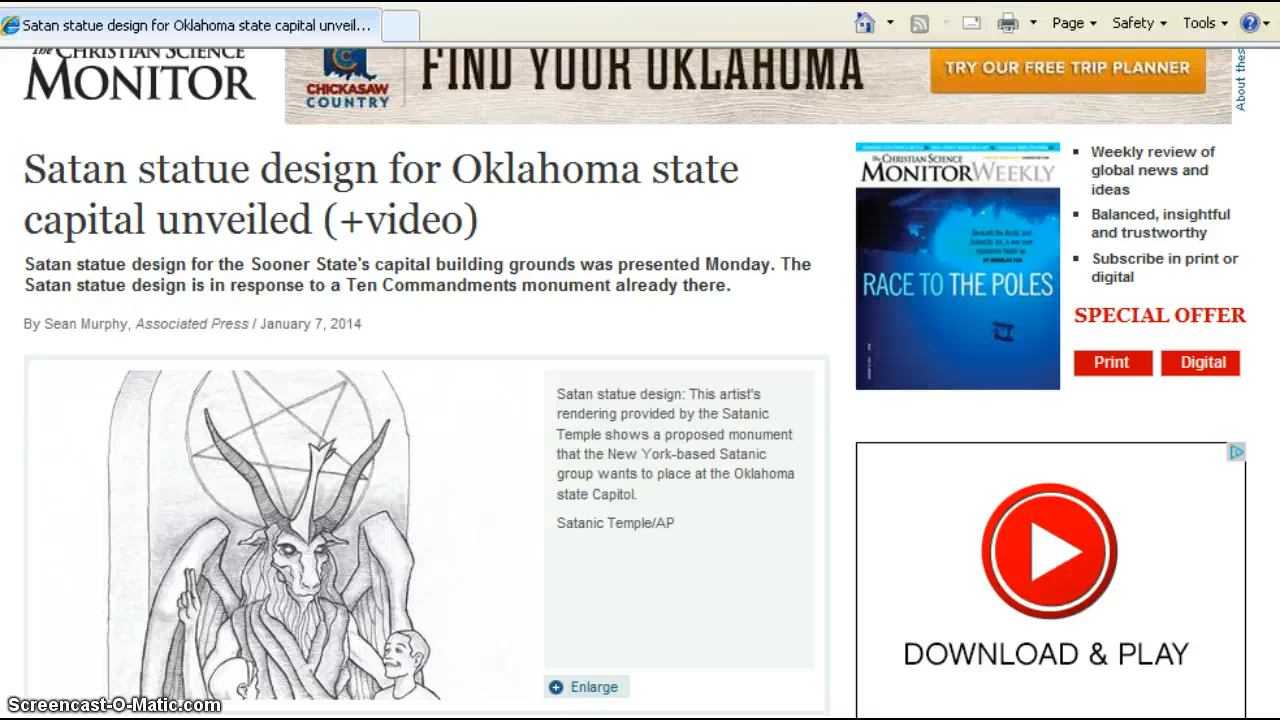 Satan statue design for Oklahoma state capital unveil...
Page
Safety
Tools
THE CHRISTIAN SCIENCE
MONITOR
C
CHICKASAW
COUNTRY
FIND YOUR OKLAHOMA
TRY OUR FREE TRIP PLANNER
About thes
Satan statue design for Oklahoma state
capital unveiled (+video)
Satan statue design for the Sooner State's capital building grounds was presented Monday. The
Satan statue design is in response to a Ten Commandments monument already there.
By Sean Murphy, Associated Press / January 7, 2014
Satan statue design: This artist's
rendering provided by the Satanic
Temple shows a proposed monument
that the New York-based Satanic
group wants to place at the Oklahoma
state Capitol.
Satanic Temple/AP
Enlarge
The CHRISTIAN SCIENCE
MONITORWEEKLY
RACE TO THE POLES
Weekly review of
global news and
ideas
Balanced, insightful
and trustworthy
Subscribe in print or
digital
SPECIAL OFFER
Print
Digital
DOWNLOAD & PLAY
Screencast-O-Matic.com